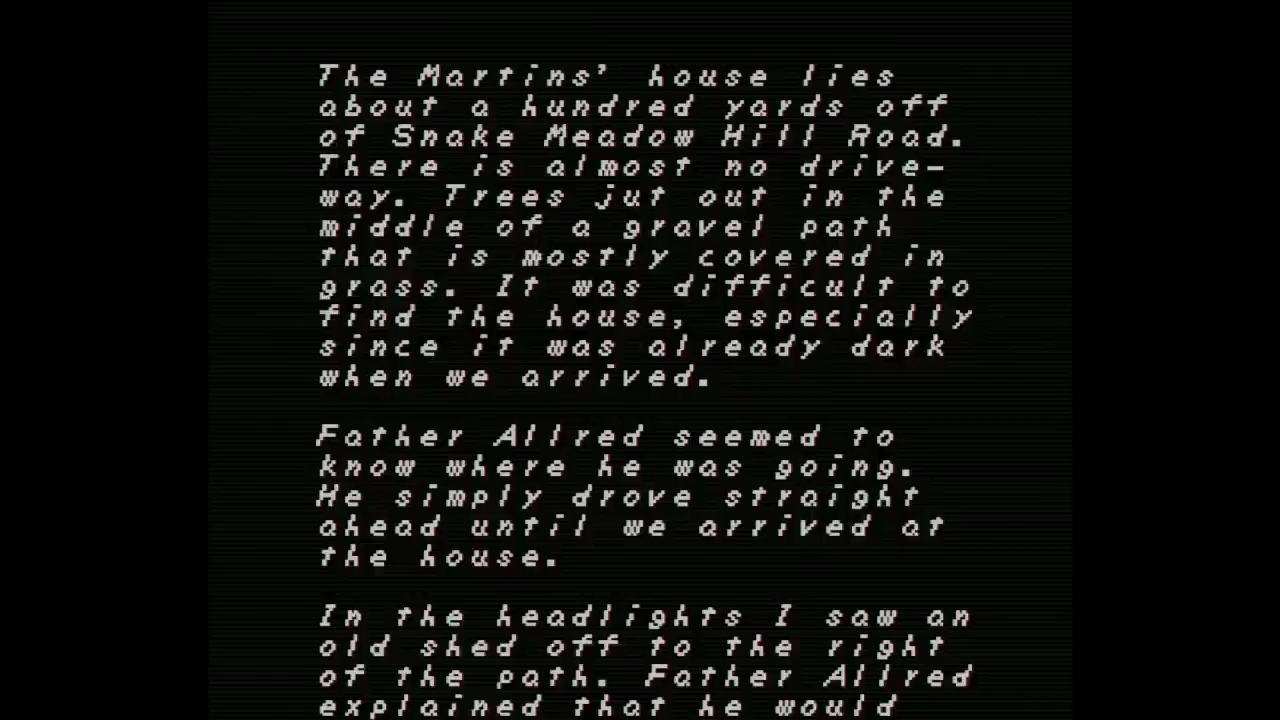 The Martins' house lies
about a hundred yards off
of Snake Meadow Hill Road.
There is almost no drive-
way. Trees jut out in the
middle of a gravel path
that is mostly covered in
grass. It was difficult to
find the house, especially
since it was already dark
when we arrived.
Father Allred seemed to
know where he was going.
He simply drove straight
ahead until we arrived at
the house.
In the headlights I saw an
old shed off to the right
of the path. Father Allred
explained that he would